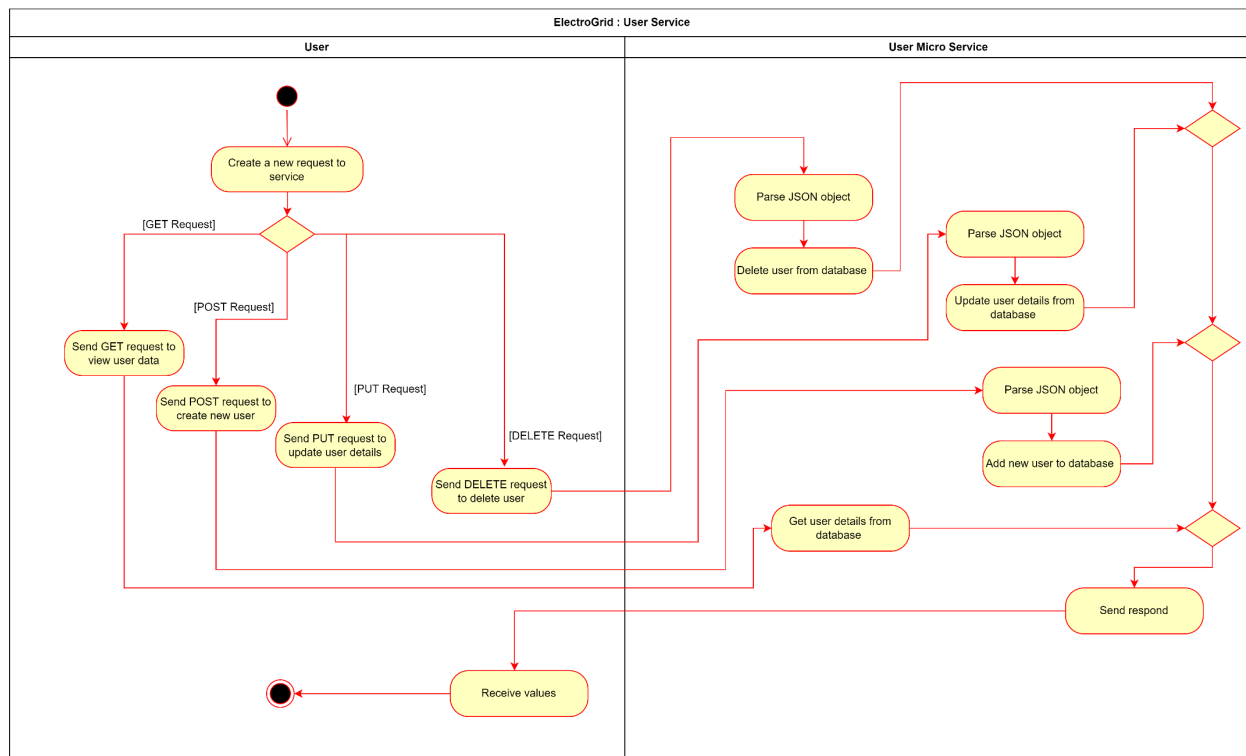 ElectroGrid : User Service
User
User Micro Service
Create a new request to
service
[GET Request]
[POST Request]
[PUT Request]
[DELETE Request]
Send GET request to
view user data
Send POST request to
create new user
Send PUT request to
update user details
Send DELETE request
to delete user
Parse JSON object
Delete user from database
Parse JSON object
Update user details from
database
Parse JSON object
Add new user to database
Get user details from
database
Send respond
Receive values